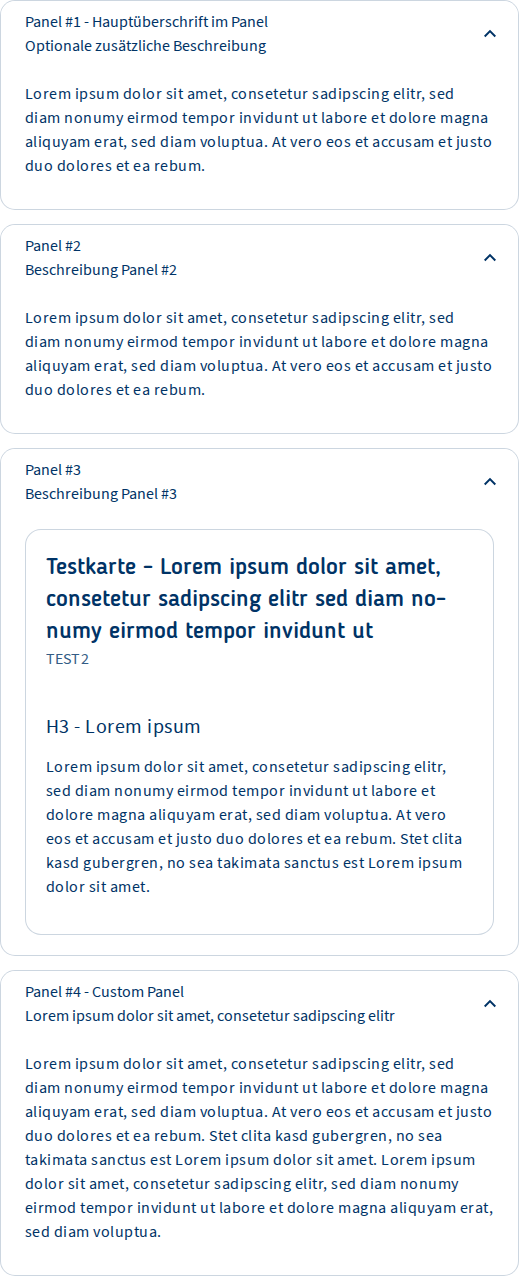 Panel #1 - Hauptüberschrift im Panel
Optionale zusätzliche Beschreibung
Lorem ipsum dolor sit amet, consetetur sadipscing elitr, sed
diam nonumy eirmod tempor invidunt ut labore et dolore magna
aliquyam erat, sed diam voluptua. At vero eos et accusam et justo
duo dolores et ea rebum.
Panel #2
Beschreibung Panel #2
Lorem ipsum dolor sit amet, consetetur sadipscing elitr, sed
diam nonumy eirmod tempor invidunt ut labore et dolore magna
aliquyam erat, sed diam voluptua. At vero eos et accusam et justo
duo dolores et ea rebum.
Panel #3
Beschreibung Panel #3
Testkarte - Lorem ipsum dolor sit amet,
consetetur sadipscing elitr sed diam no-
numy eirmod tempor invidunt ut
TEST2
H3 - Lorem ipsum
Lorem ipsum dolor sit amet, consetetur sadipscing elitr,
sed diam nonumy eirmod tempor invidunt ut labore et
dolore magna aliquyam erat, sed diam voluptua. At vero
eos et accusam et justo duo dolores et ea rebum. Stet clita
kasd gubergren, no sea takimata sanctus est Lorem ipsum
dolor sit amet.
Panel #4 - Custom Panel
Lorem ipsum dolor sit amet, consetetur sadipscing elitr
Lorem ipsum dolor sit amet, consetetur sadipscing elitr, sed
diam nonumy eirmod tempor invidunt ut labore et dolore magna
aliquyam erat, sed diam voluptua. At vero eos et accusam et justo
duo dolores et ea rebum. Stet clita kasd gubergren, no sea
takimata sanctus est Lorem ipsum dolor sit amet. Lorem ipsum
dolor sit amet, consetetur sadipscing elitr, sed diam nonumy
eirmod tempor invidunt ut labore et dolore magna aliquyam erat,
sed diam voluptua.